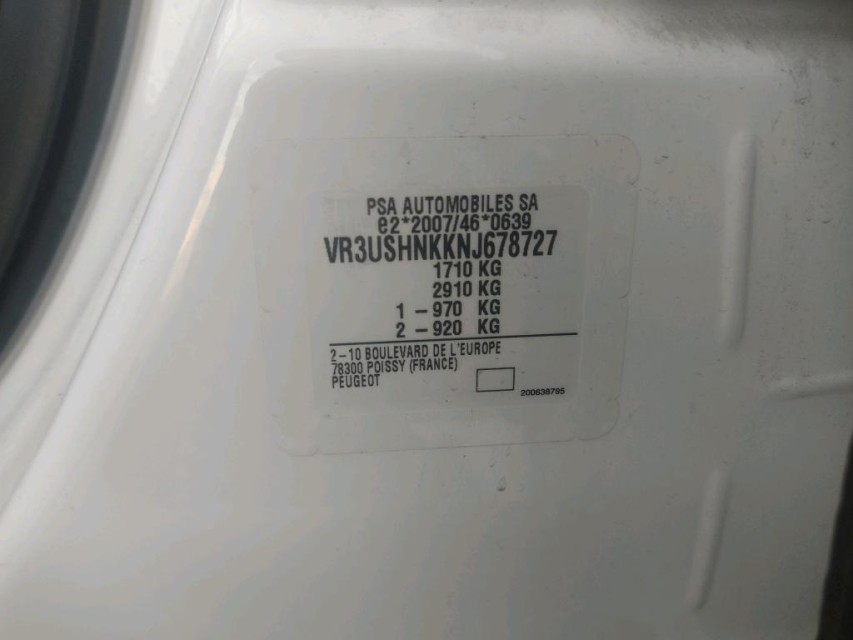 PSA AUTOMOBILES SA
e2*2007/46*0639
VR3USHNKKNJ678727
1710 KG
2910 KG
1 – 970 KG
2 – 920 KG
2–10 BOULEVARD DE L'EUROPE
78300 POISSY (FRANCE)
PEUGEOT
200638795